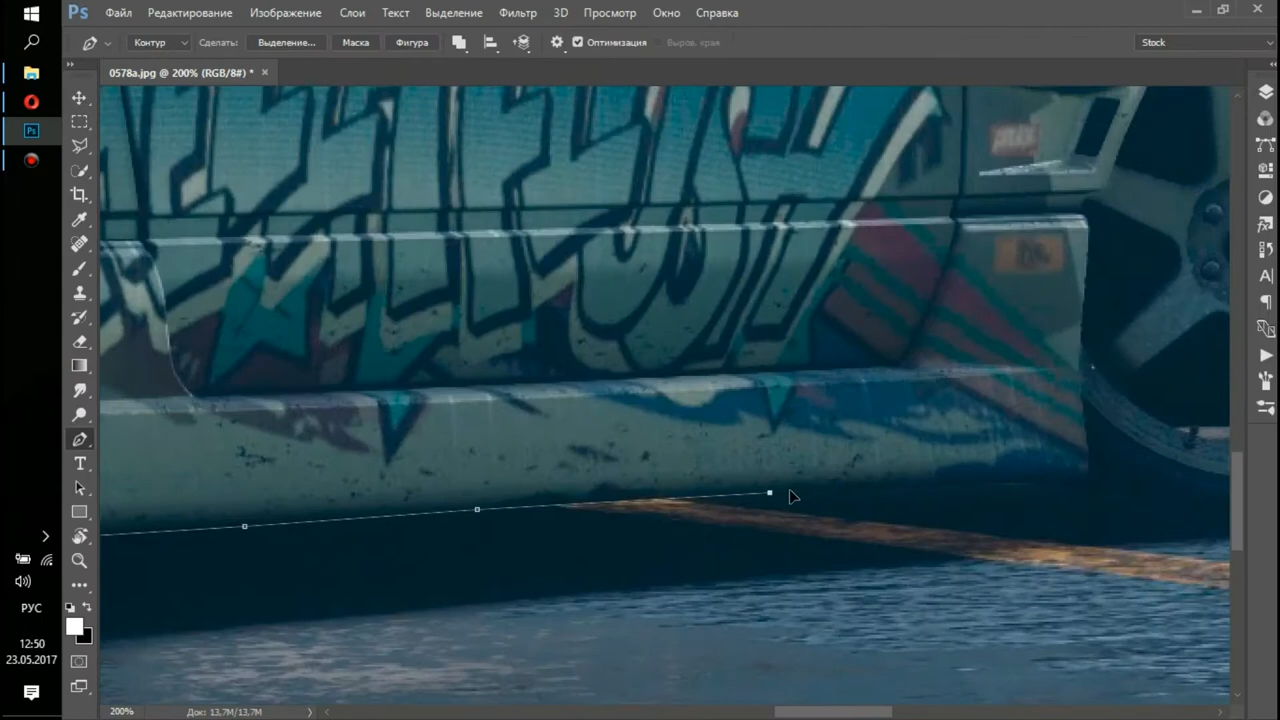 Ps Файл Редактирование Изображение Слои Текст Выделение Фильтр 3D Просмотр Окно Справка
Контур Сделать: Выделение... Маска Фигура Оптимизация Выров. края Stock
0578a.jpg @ 200% (RGB/8#) * ×
Ps
РУС
12:50
23.05.2017
200% Док: 13,7M/13,7M